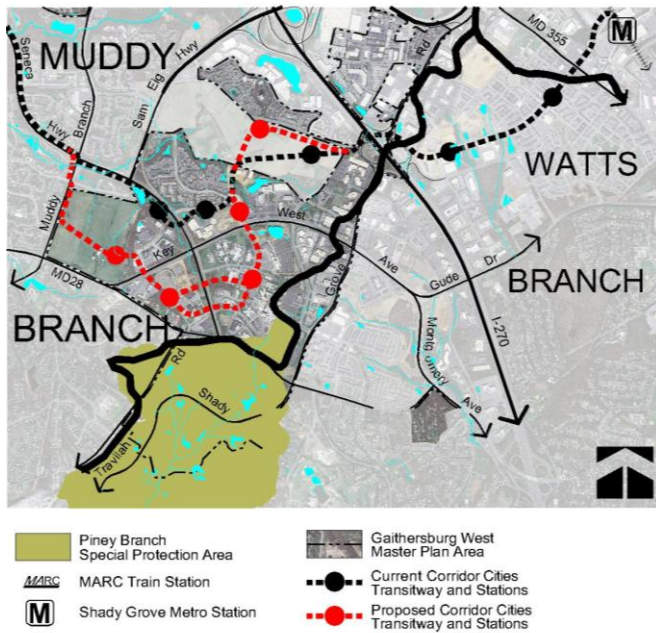 MUDDY
Rd
MD 355
M
Seneca
Sam Eig Hwy
Hwy
Branch
WATTS
Muddy
Key West Ave
Gude Dr
MD28
Grove
BRANCH
BRANCH
I-270
Montgomery Ave
Rd
Shady
Travilah
Piney Branch
Special Protection Area
MARC MARC Train Station
M Shady Grove Metro Station
Gaithersburg West
Master Plan Area
Current Corridor Cities
Transitway and Stations
Proposed Corridor Cities
Transitway and Stations